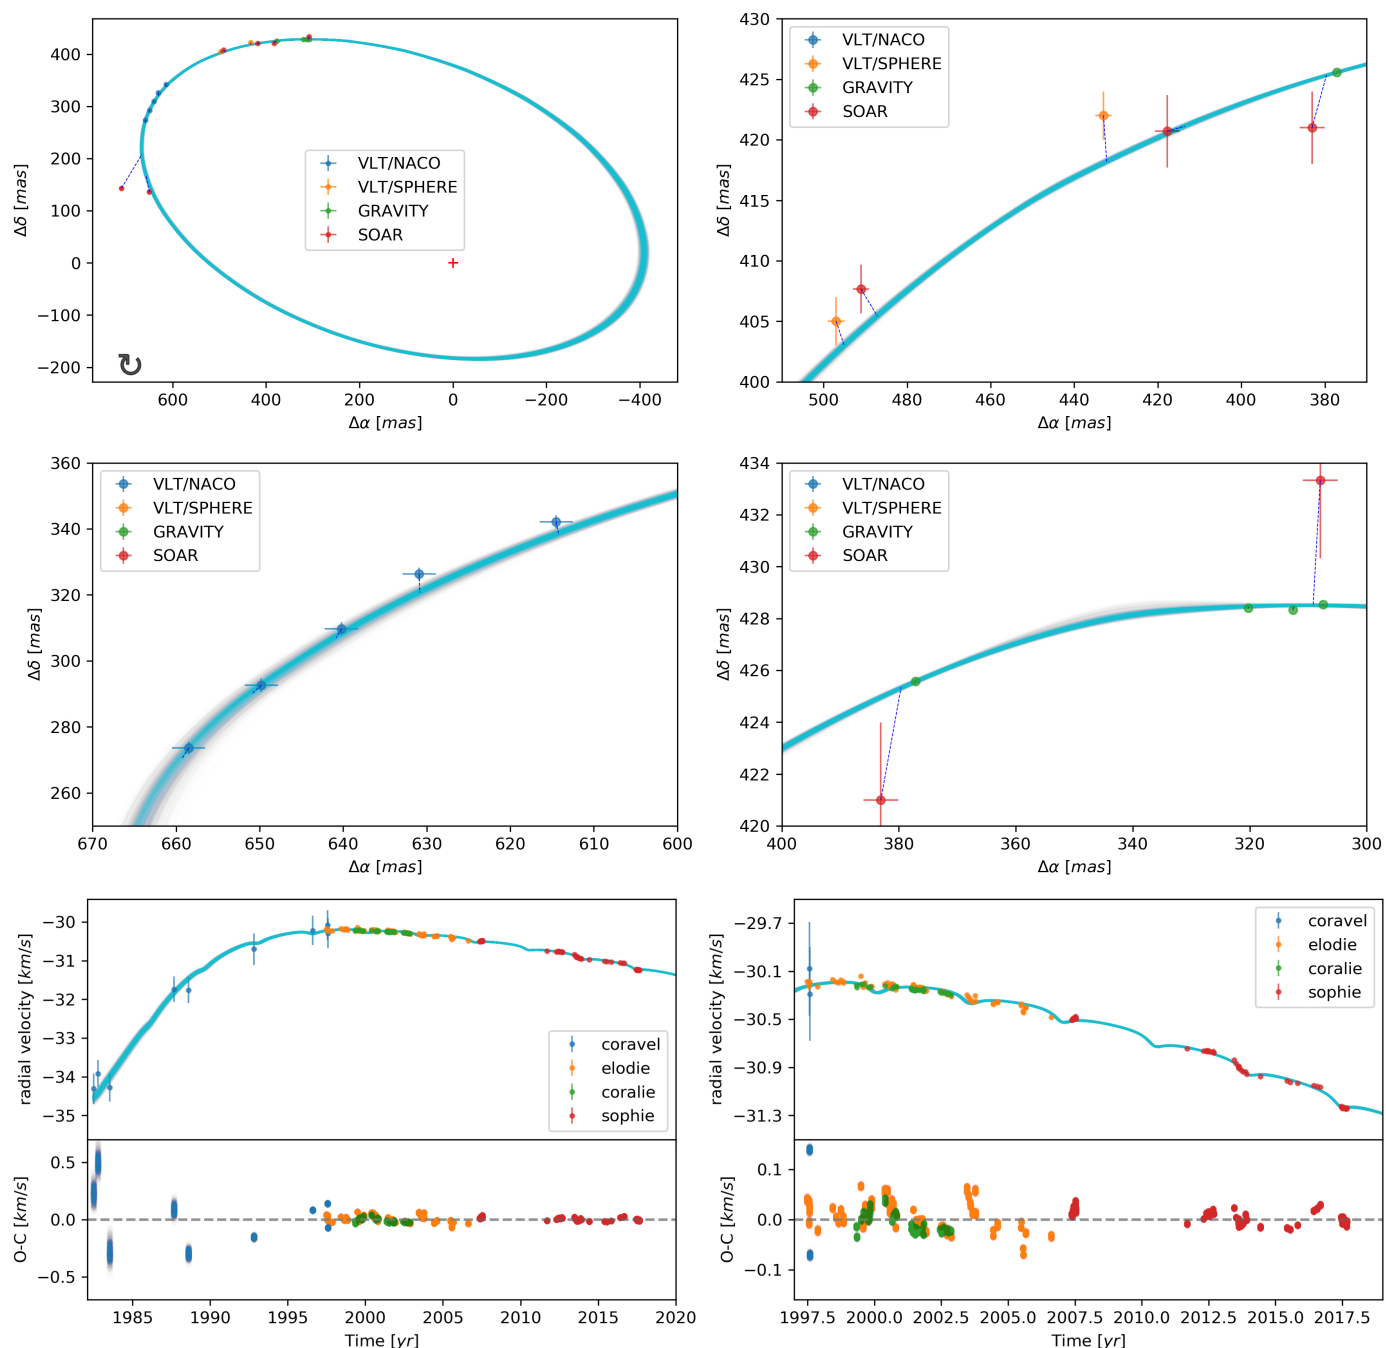 400
300
200
100
0
−100
−200
Δδ [mas]
VLT/NACO
VLT/SPHERE
GRAVITY
SOAR
600
400
200
0
−200
−400
Δα [mas]
430
425
420
415
410
405
400
Δδ [mas]
VLT/NACO
VLT/SPHERE
GRAVITY
SOAR
500
480
460
440
420
400
380
Δα [mas]
360
340
320
300
280
260
Δδ [mas]
VLT/NACO
VLT/SPHERE
GRAVITY
SOAR
670
660
650
640
630
620
610
600
Δα [mas]
434
432
430
428
426
424
422
420
Δδ [mas]
VLT/NACO
VLT/SPHERE
GRAVITY
SOAR
400
380
360
340
320
300
Δα [mas]
−30
−31
−32
−33
−34
−35
radial velocity [km/s]
coravel
elodie
coralie
sophie
0.5
0.0
−0.5
O-C [km/s]
1985
1990
1995
2000
2005
2010
2015
2020
Time [yr]
−29.7
−30.1
−30.5
−30.9
−31.3
radial velocity [km/s]
coravel
elodie
coralie
sophie
0.1
0.0
−0.1
O-C [km/s]
1997.5
2000.0
2002.5
2005.0
2007.5
2010.0
2012.5
2015.0
2017.5
Time [yr]